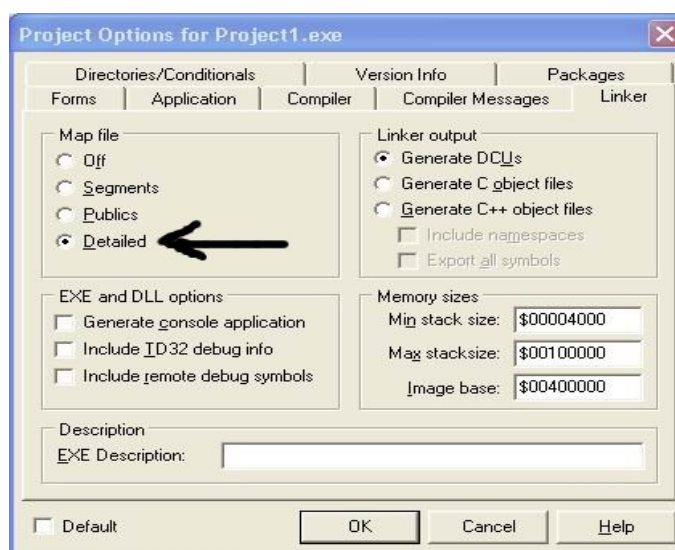 Project Options for Project1.exe
Directories/Conditionals
Version Info
Packages
Forms
Application
Compiler
Compiler Messages
Linker
Map file
Off
Segments
Publics
Detailed
Linker output
Generate DCUs
Generate C object files
Generate C++ object files
Include namespaces
Export all symbols
EXE and DLL options
Generate console application
Include TD32 debug info
Include remote debug symbols
Memory sizes
Min stack size: $00004000
Max stacksize: $00100000
Image base: $00400000
Description
EXE Description:
Default
OK
Cancel
Help